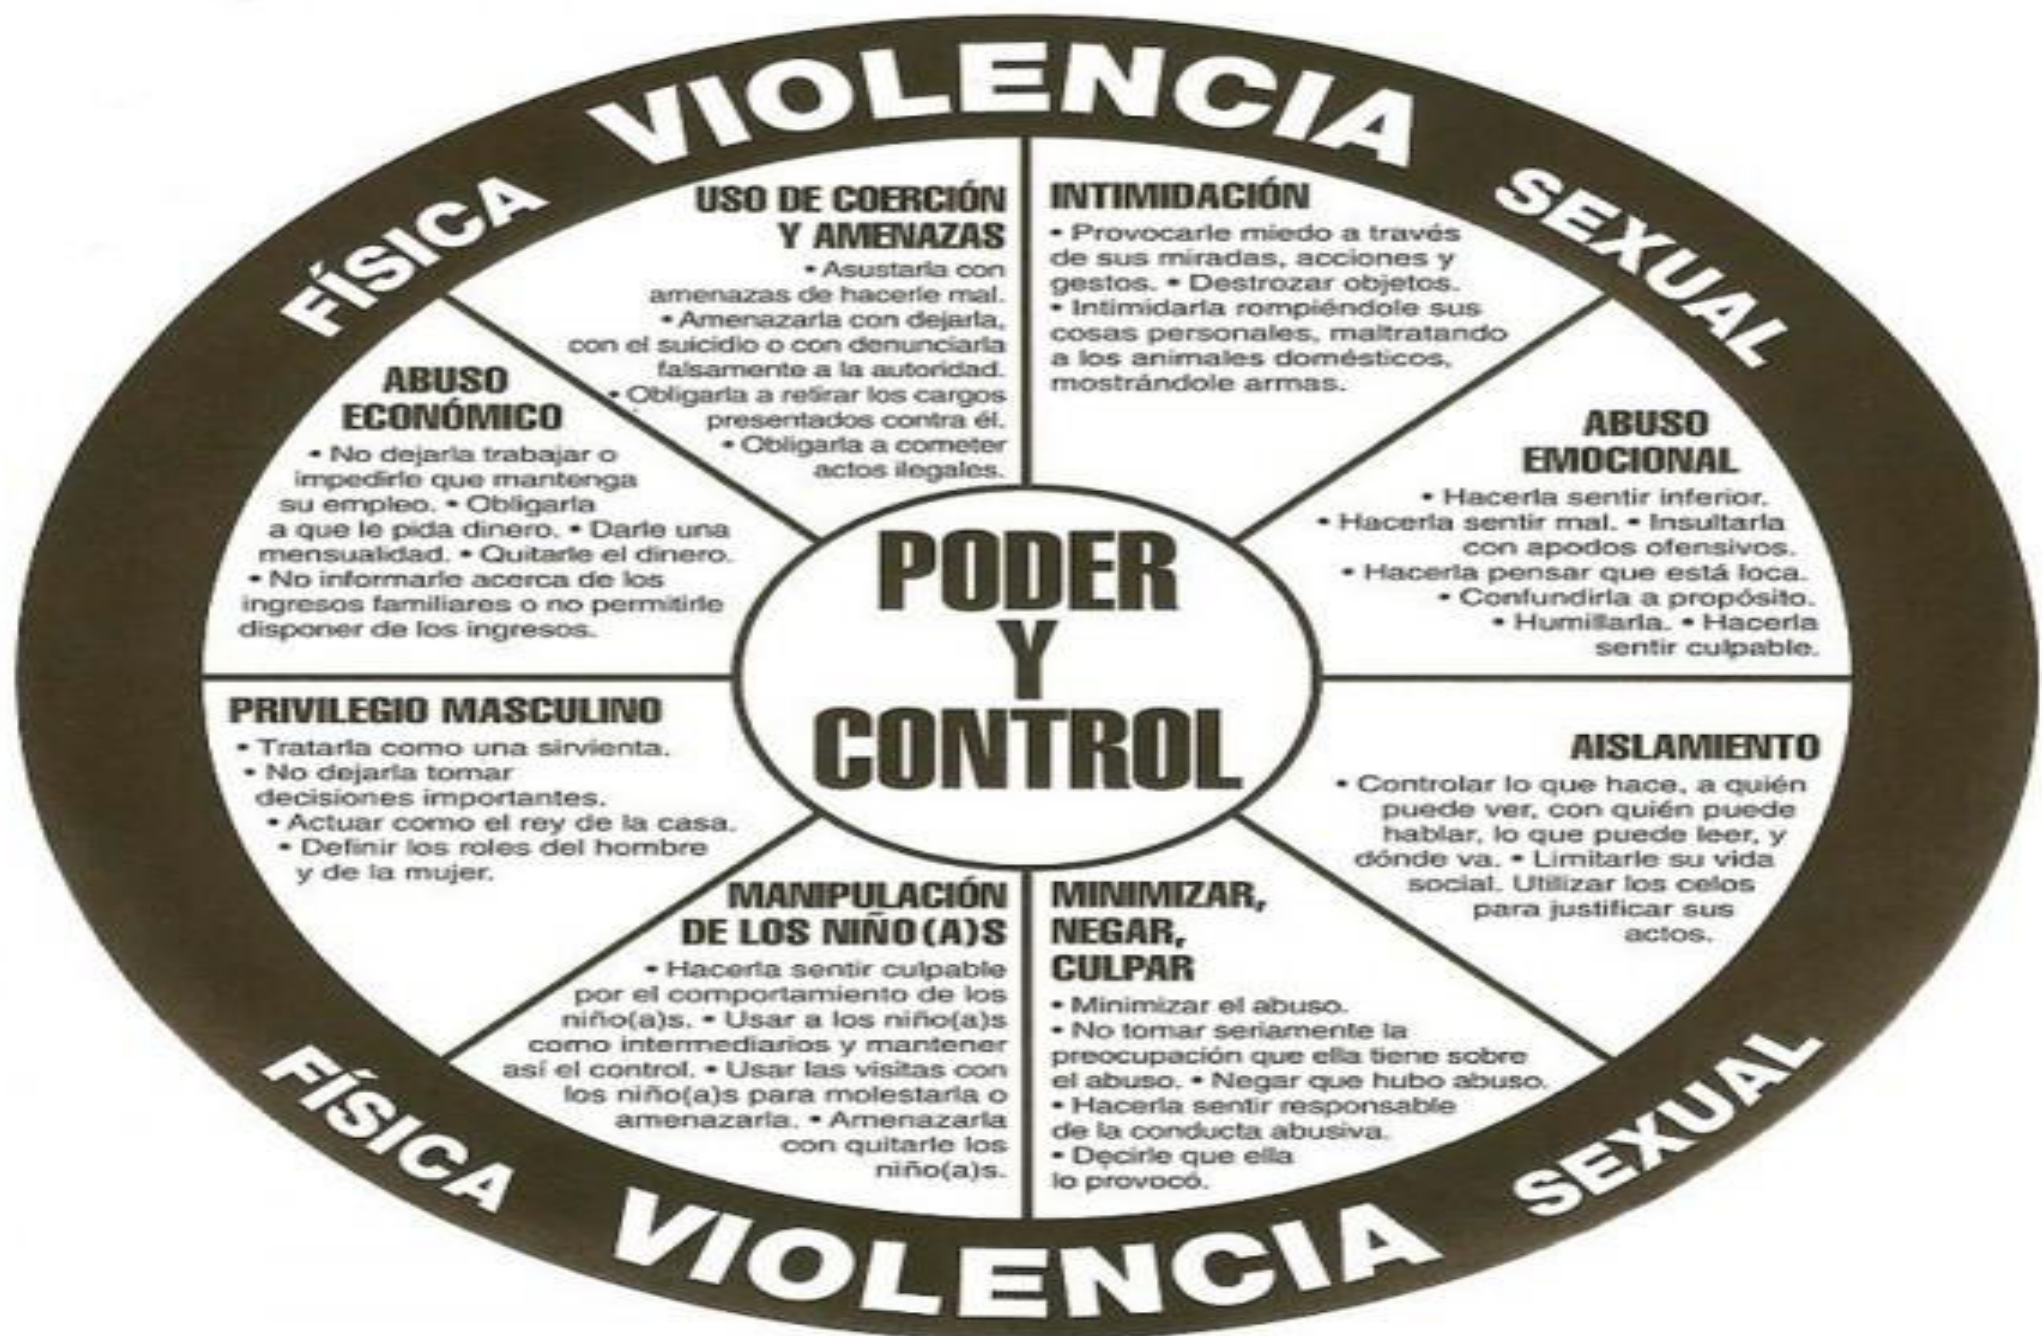 FÍSICA VIOLENCIA SEXUAL
USO DE COERCIÓN
Y AMENAZAS
• Asustarla con
amenazas de hacerle mal.
• Amenazarla con dejarla,
con el suicidio o con denunciarla
falsamente a la autoridad.
• Obligarla a retirar los cargos
presentados contra él.
• Obligarla a cometer
actos ilegales.
INTIMIDACIÓN
• Provocarle miedo a través
de sus miradas, acciones y
gestos. • Destrozar objetos.
• Intimidarla rompiéndole sus
cosas personales, maltratando
a los animales domésticos,
mostrándole armas.
ABUSO
EMOCIONAL
• Hacerla sentir inferior.
• Hacerla sentir mal. • Insultarla
con apodos ofensivos.
• Hacerla pensar que está loca.
• Confundirla a propósito.
• Humillarla. • Hacerla
sentir culpable.
AISLAMIENTO
• Controlar lo que hace, a quién
puede ver, con quién puede
hablar, lo que puede leer, y
dónde va. • Limitarle su vida
social. Utilizar los celos
para justificar sus
actos.
MINIMIZAR,
NEGAR,
CULPAR
• Minimizar el abuso.
• No tomar seriamente la
preocupación que ella tiene sobre
el abuso. • Negar que hubo abuso.
• Hacerla sentir responsable
de la conducta abusiva.
• Decirle que ella
lo provocó.
MANIPULACIÓN
DE LOS NIÑO(A)S
• Hacerla sentir culpable
por el comportamiento de los
niño(a)s. • Usar a los niño(a)s
como intermediarios y mantener
así el control. • Usar las visitas con
los niño(a)s para molestarla o
amenazarla. • Amenazarla
con quitarle los
niño(a)s.
PRIVILEGIO MASCULINO
• Tratarla como una sirvienta.
• No dejarla tomar
decisiones importantes.
• Actuar como el rey de la casa.
• Definir los roles del hombre
y de la mujer.
ABUSO
ECONÓMICO
• No dejarla trabajar o
impedirle que mantenga
su empleo. • Obligarla
a que le pida dinero. • Darle una
mensualidad. • Quitarle el dinero.
• No informarle acerca de los
ingresos familiares o no permitirle
disponer de los ingresos.
PODER
Y
CONTROL
FÍSICA VIOLENCIA SEXUAL